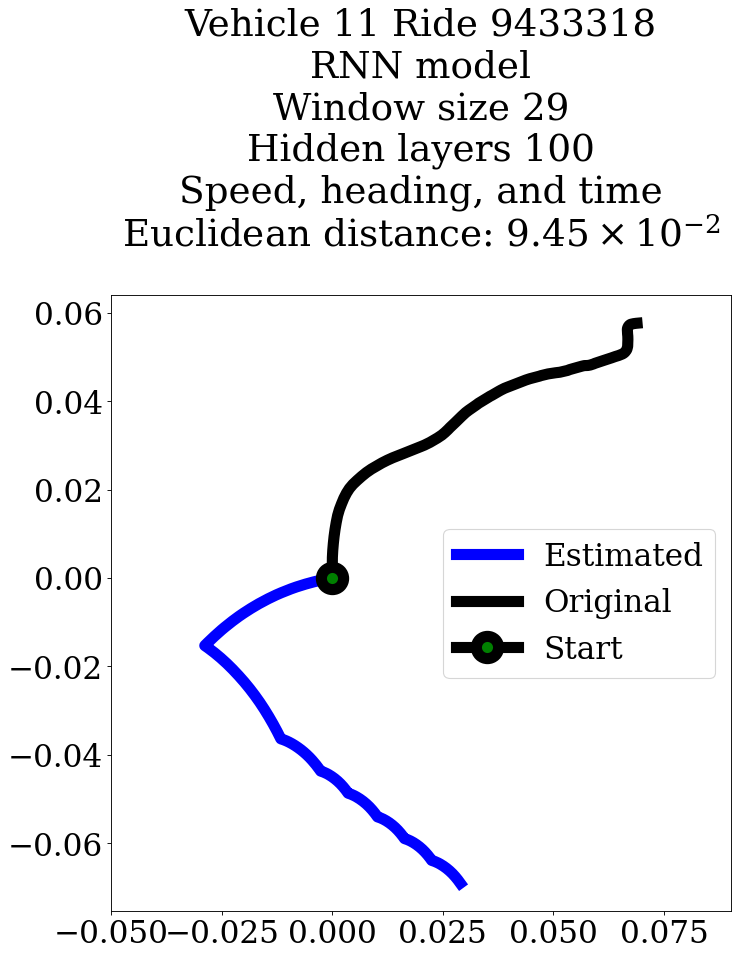 Vehicle 11 Ride 9433318
RNN model
Window size 29
Hidden layers 100
Speed, heading, and time
Euclidean distance: 9.45 × 10⁻²
0.06
0.04
0.02
0.00
−0.02
−0.04
−0.06
Estimated
Original
Start
−0.050 −0.025 0.000 0.025 0.050 0.075